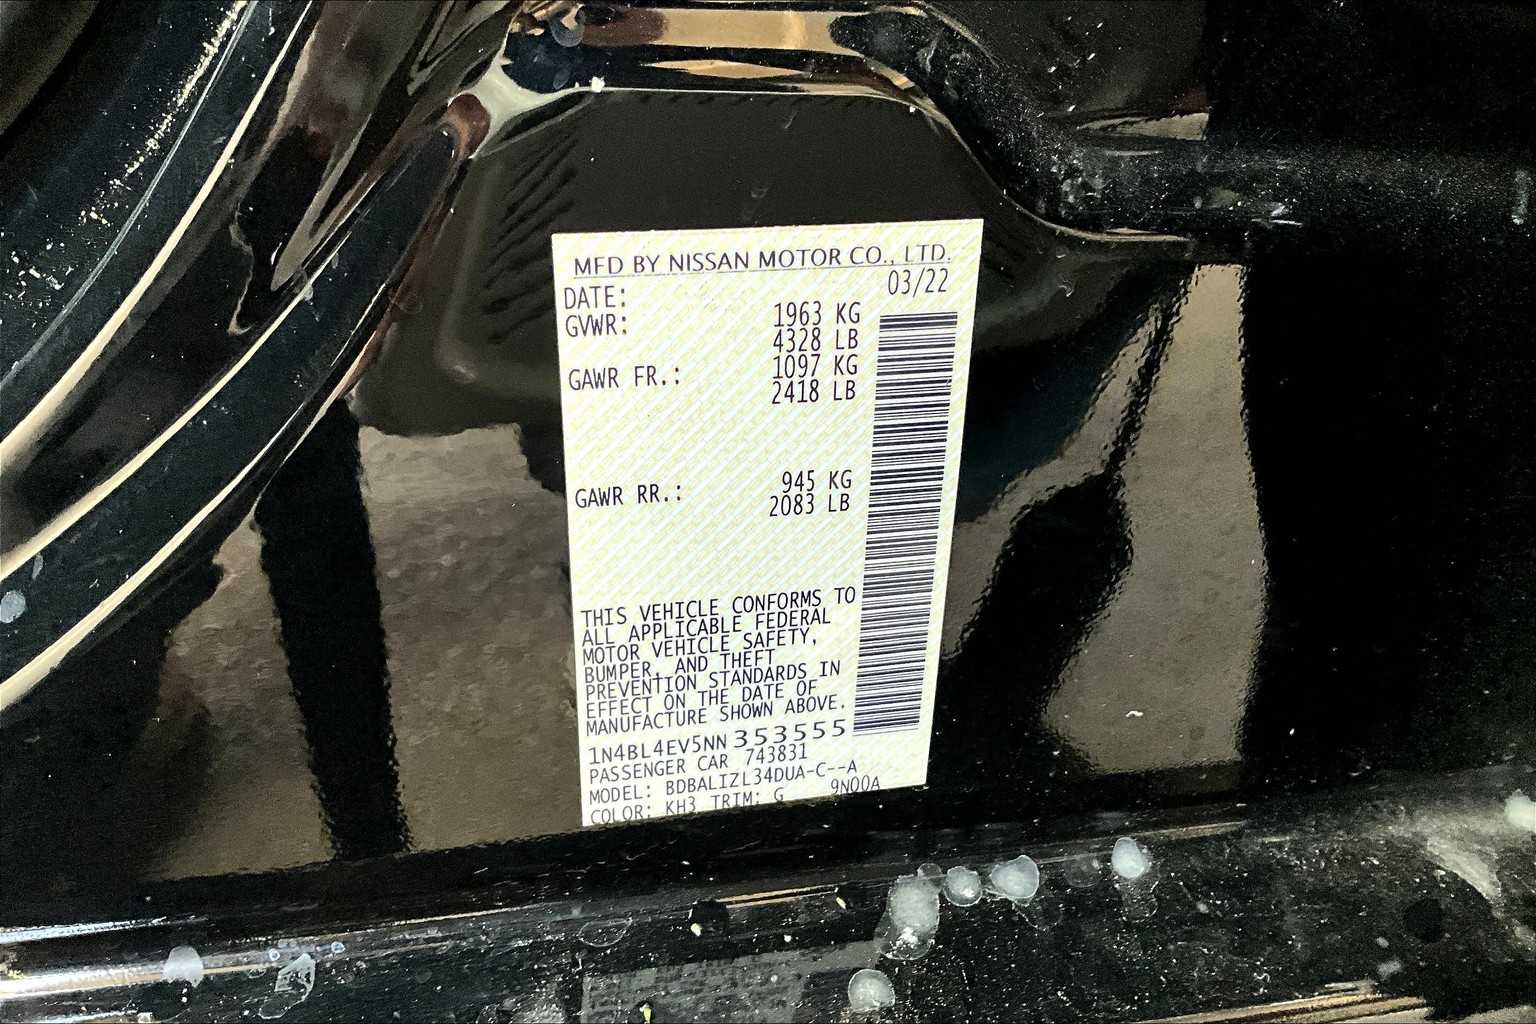 MFD BY NISSAN MOTOR CO., LTD.
DATE: 03/22
GVWR: 1963 KG
4328 LB
GAWR FR.: 1097 KG
2418 LB
GAWR RR.: 945 KG
2083 LB
THIS VEHICLE CONFORMS TO
ALL APPLICABLE FEDERAL
MOTOR VEHICLE SAFETY,
BUMPER, AND THEFT
PREVENTION STANDARDS IN
EFFECT ON THE DATE OF
MANUFACTURE SHOWN ABOVE.
1N4BL4EV5NN353555
PASSENGER CAR 743831
MODEL: BDBALIZL34DUA-C--A
COLOR: KH3 TRIM: G 9N00A